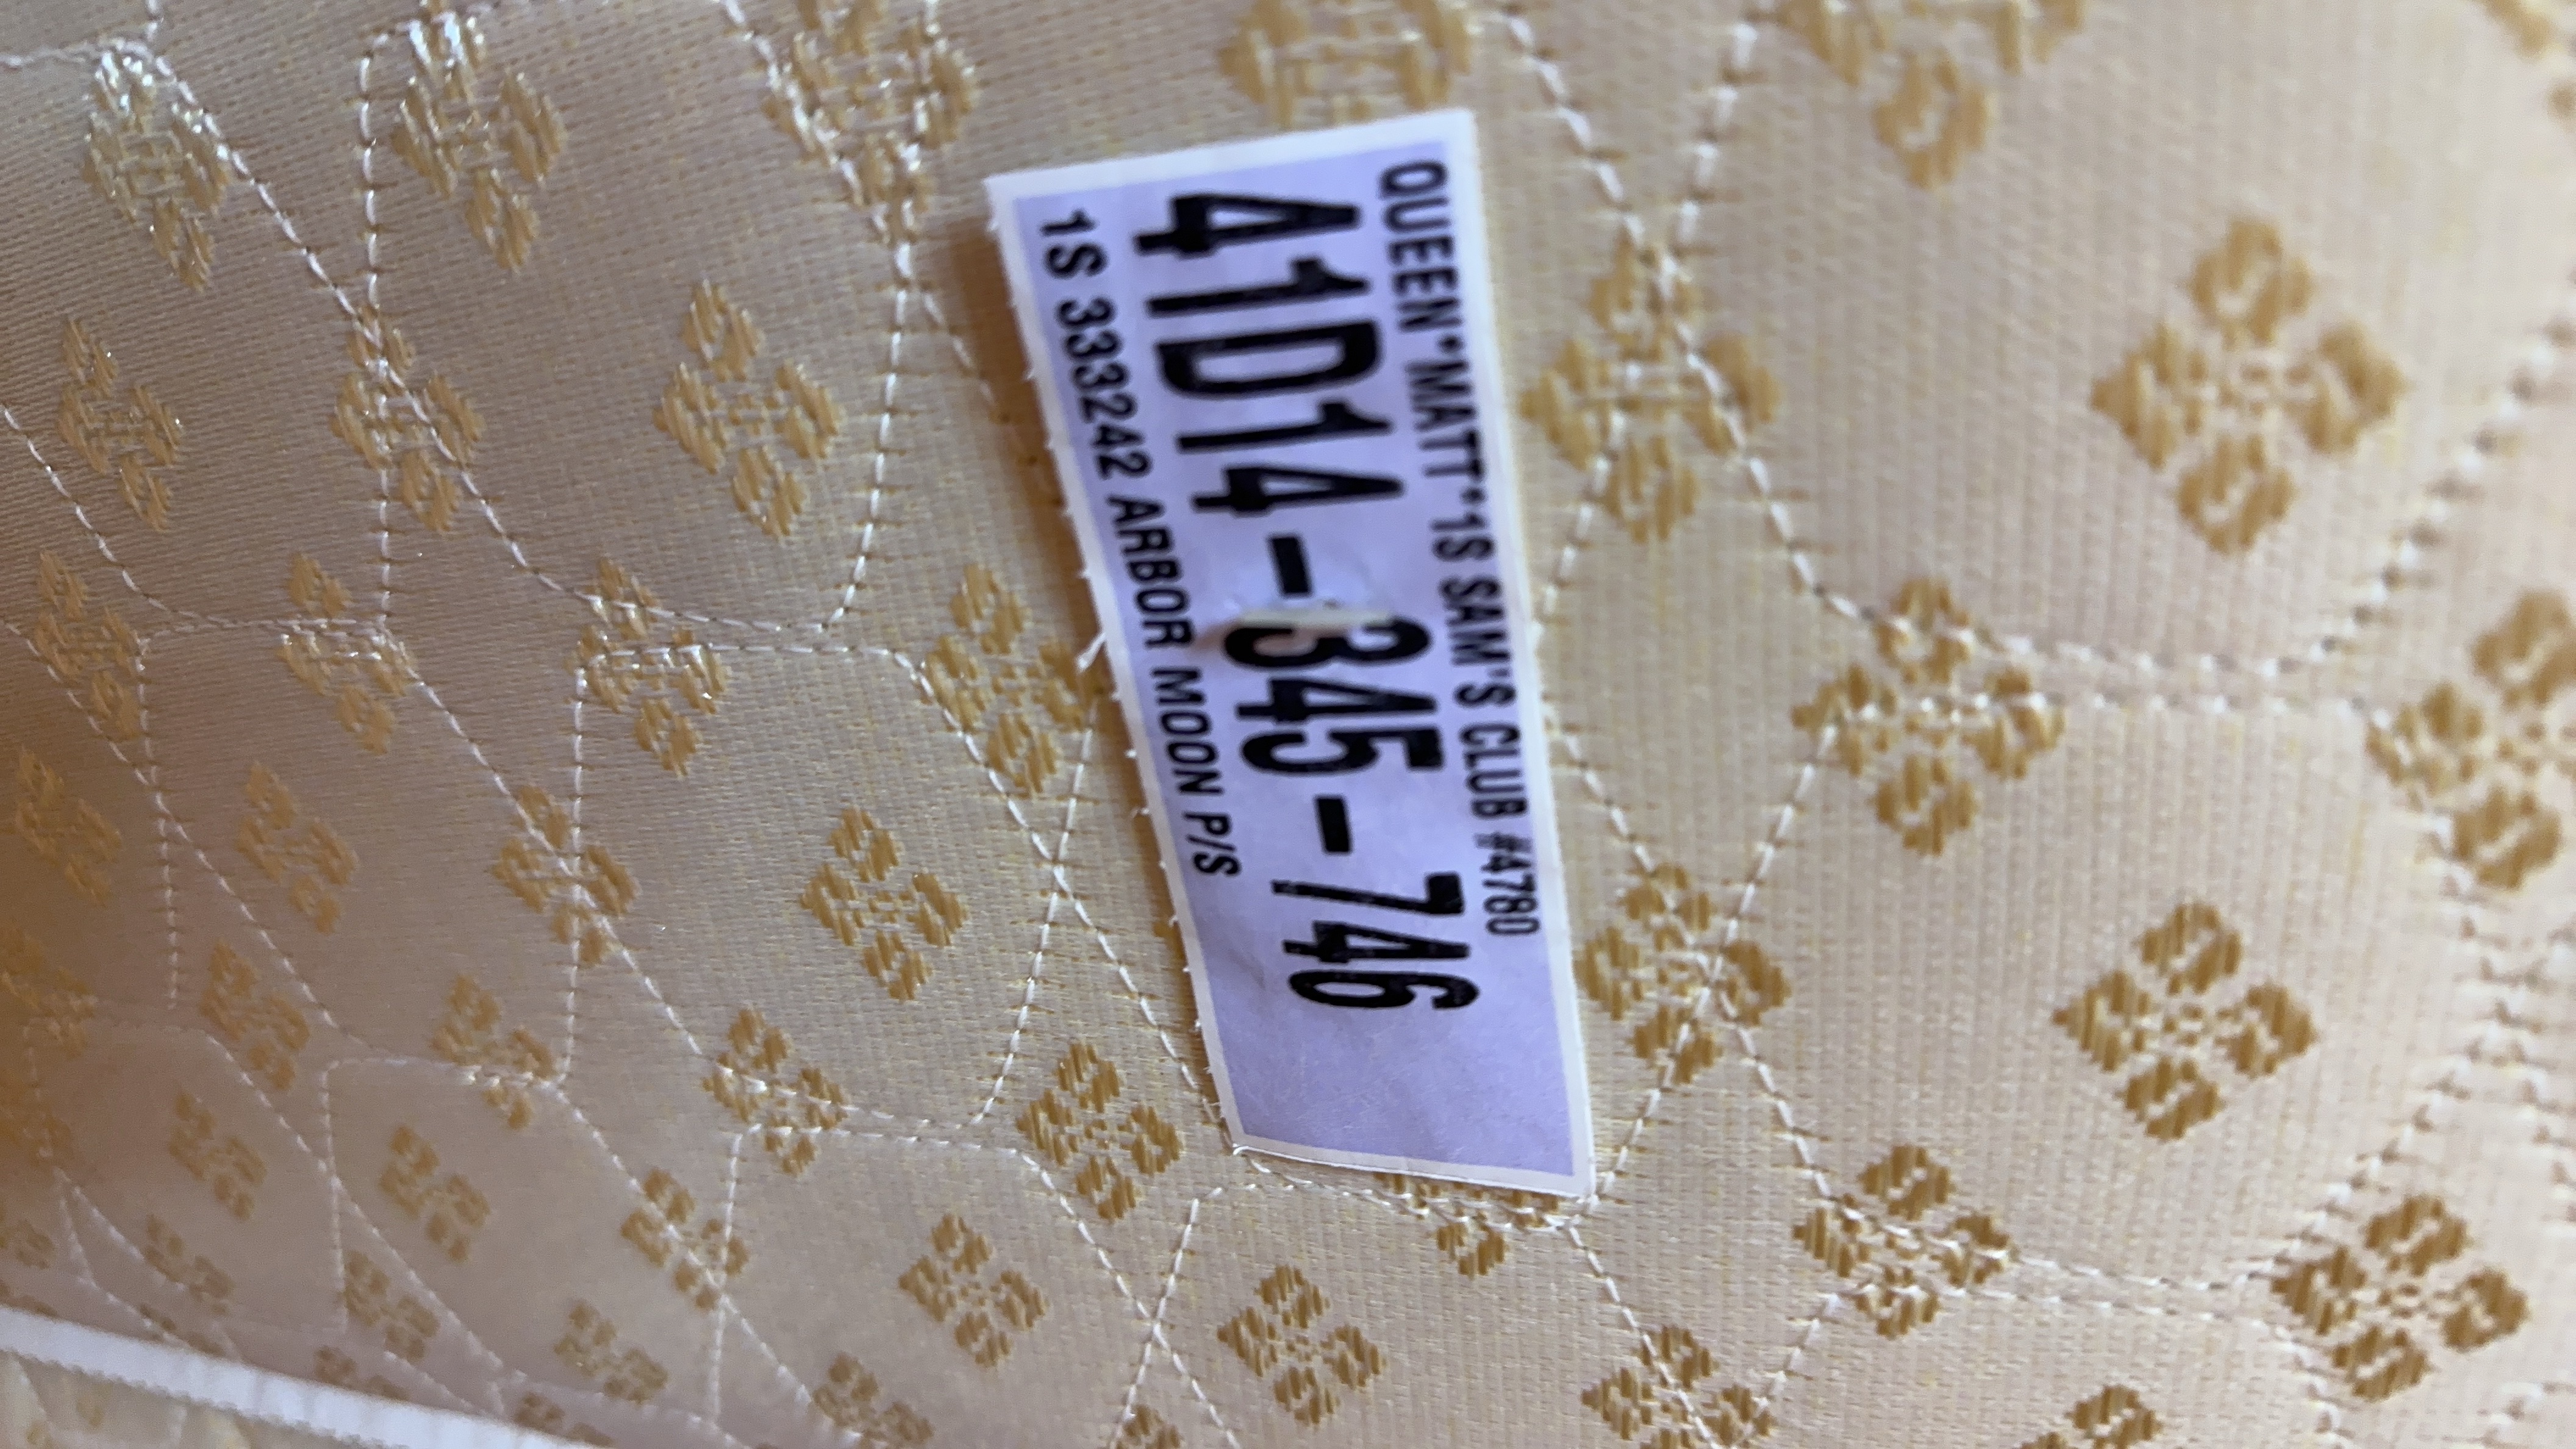 QUEEN*MATT*1S SAM'S CLUB #4780
41D14-345-746
1S 333242 ARBOR MOON P/S